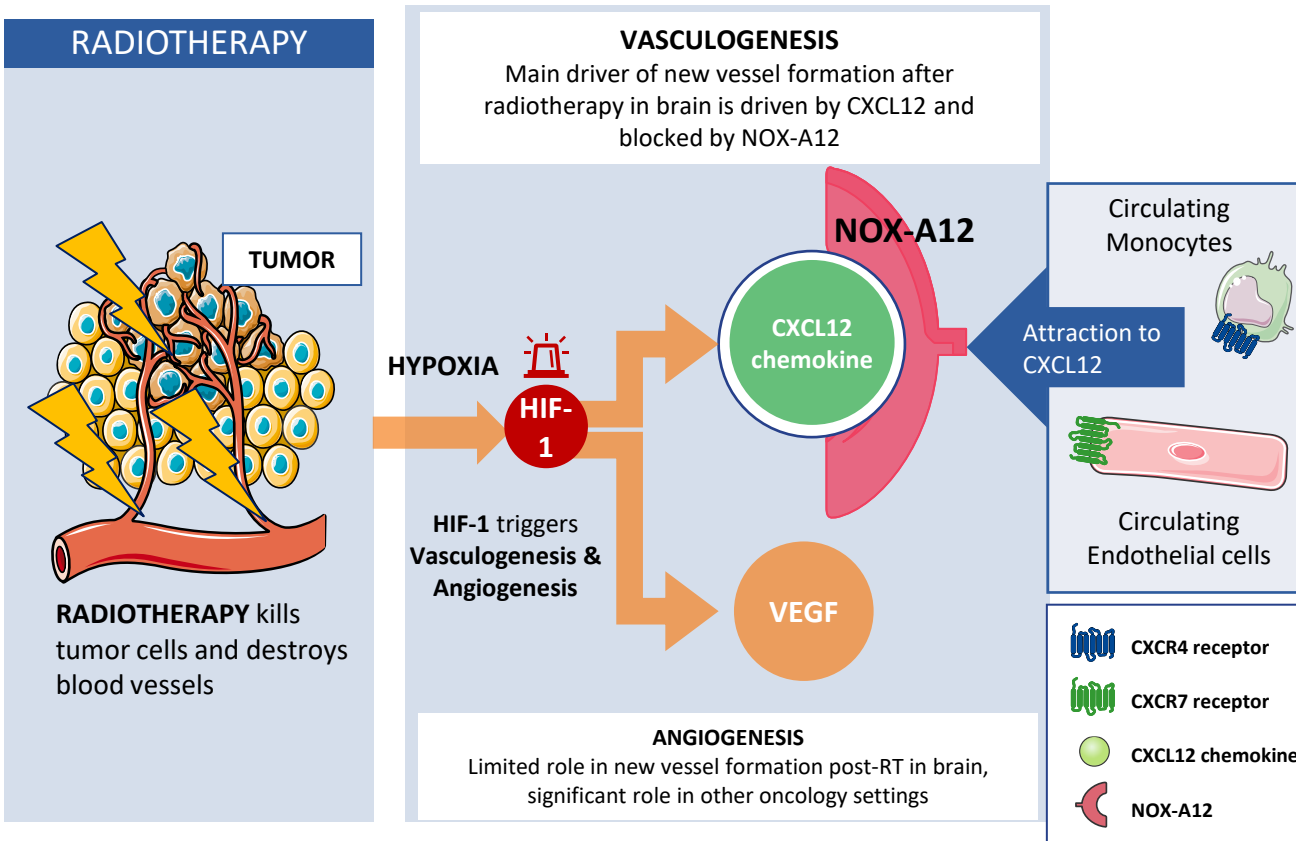 RADIOTHERAPY
TUMOR
RADIOTHERAPY kills
tumor cells and destroys
blood vessels
VASCULOGENESIS
Main driver of new vessel formation after
radiotherapy in brain is driven by CXCL12 and
blocked by NOX-A12
HYPOXIA
HIF-
1
HIF-1 triggers
Vasculogenesis &
Angiogenesis
NOX-A12
CXCL12
chemokine
VEGF
ANGIOGENESIS
Limited role in new vessel formation post-RT in brain,
significant role in other oncology settings
Circulating
Monocytes
Attraction to
CXCL12
Circulating
Endothelial cells
CXCR4 receptor
CXCR7 receptor
CXCL12 chemokine
NOX-A12